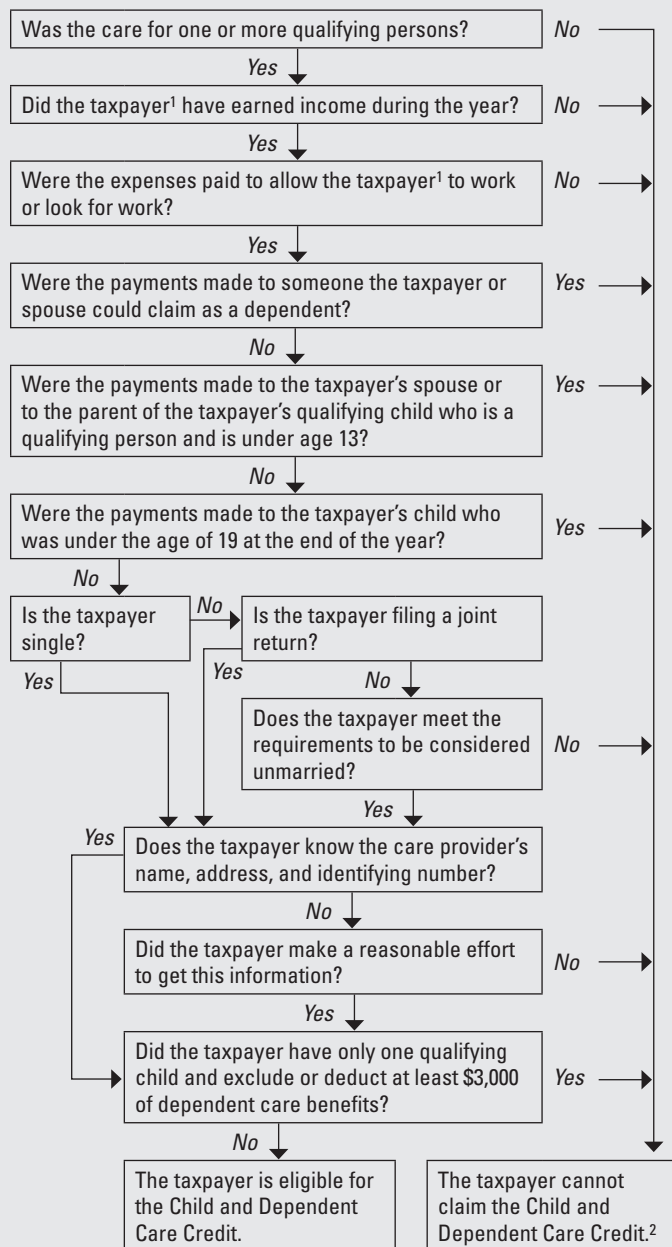 Was the care for one or more qualifying persons?
No
Yes
Did the taxpayer¹ have earned income during the year?
No
Yes
Were the expenses paid to allow the taxpayer¹ to work
or look for work?
No
Yes
Were the payments made to someone the taxpayer or
spouse could claim as a dependent?
Yes
No
Were the payments made to the taxpayer's spouse or
to the parent of the taxpayer's qualifying child who is a
qualifying person and is under age 13?
Yes
No
Were the payments made to the taxpayer's child who
was under the age of 19 at the end of the year?
Yes
No
Is the taxpayer
single?
No
Is the taxpayer filing a joint
return?
Yes
Yes
No
Does the taxpayer meet the
requirements to be considered
unmarried?
No
Yes
Yes
Does the taxpayer know the care provider's
name, address, and identifying number?
No
Did the taxpayer make a reasonable effort
to get this information?
No
Yes
Did the taxpayer have only one qualifying
child and exclude or deduct at least $3,000
of dependent care benefits?
Yes
No
The taxpayer is eligible for
the Child and Dependent
Care Credit.
The taxpayer cannot
claim the Child and
Dependent Care Credit.²